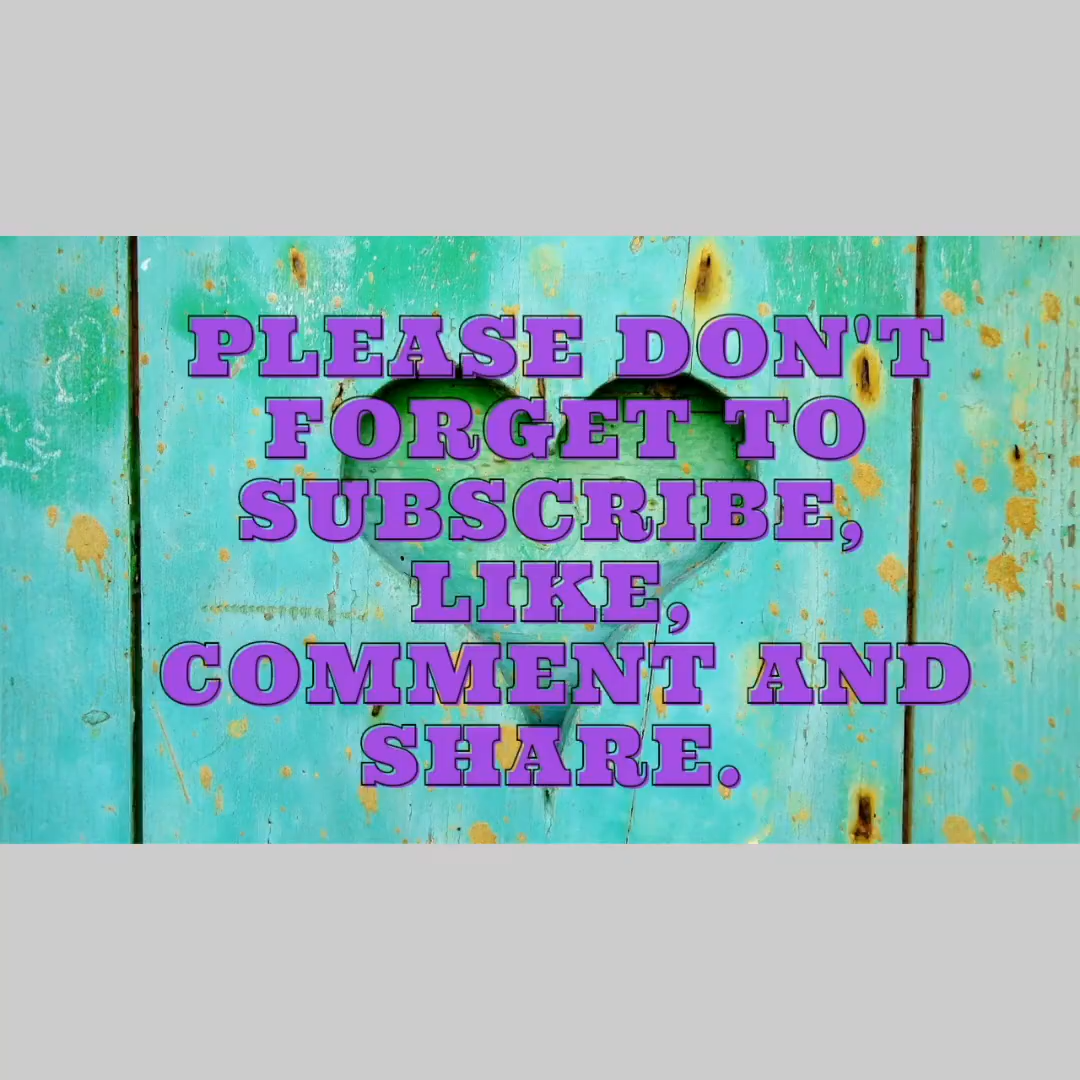 PLEASE DON'T
FORGET TO
SUBSCRIBE,
LIKE,
COMMENT AND
SHARE.